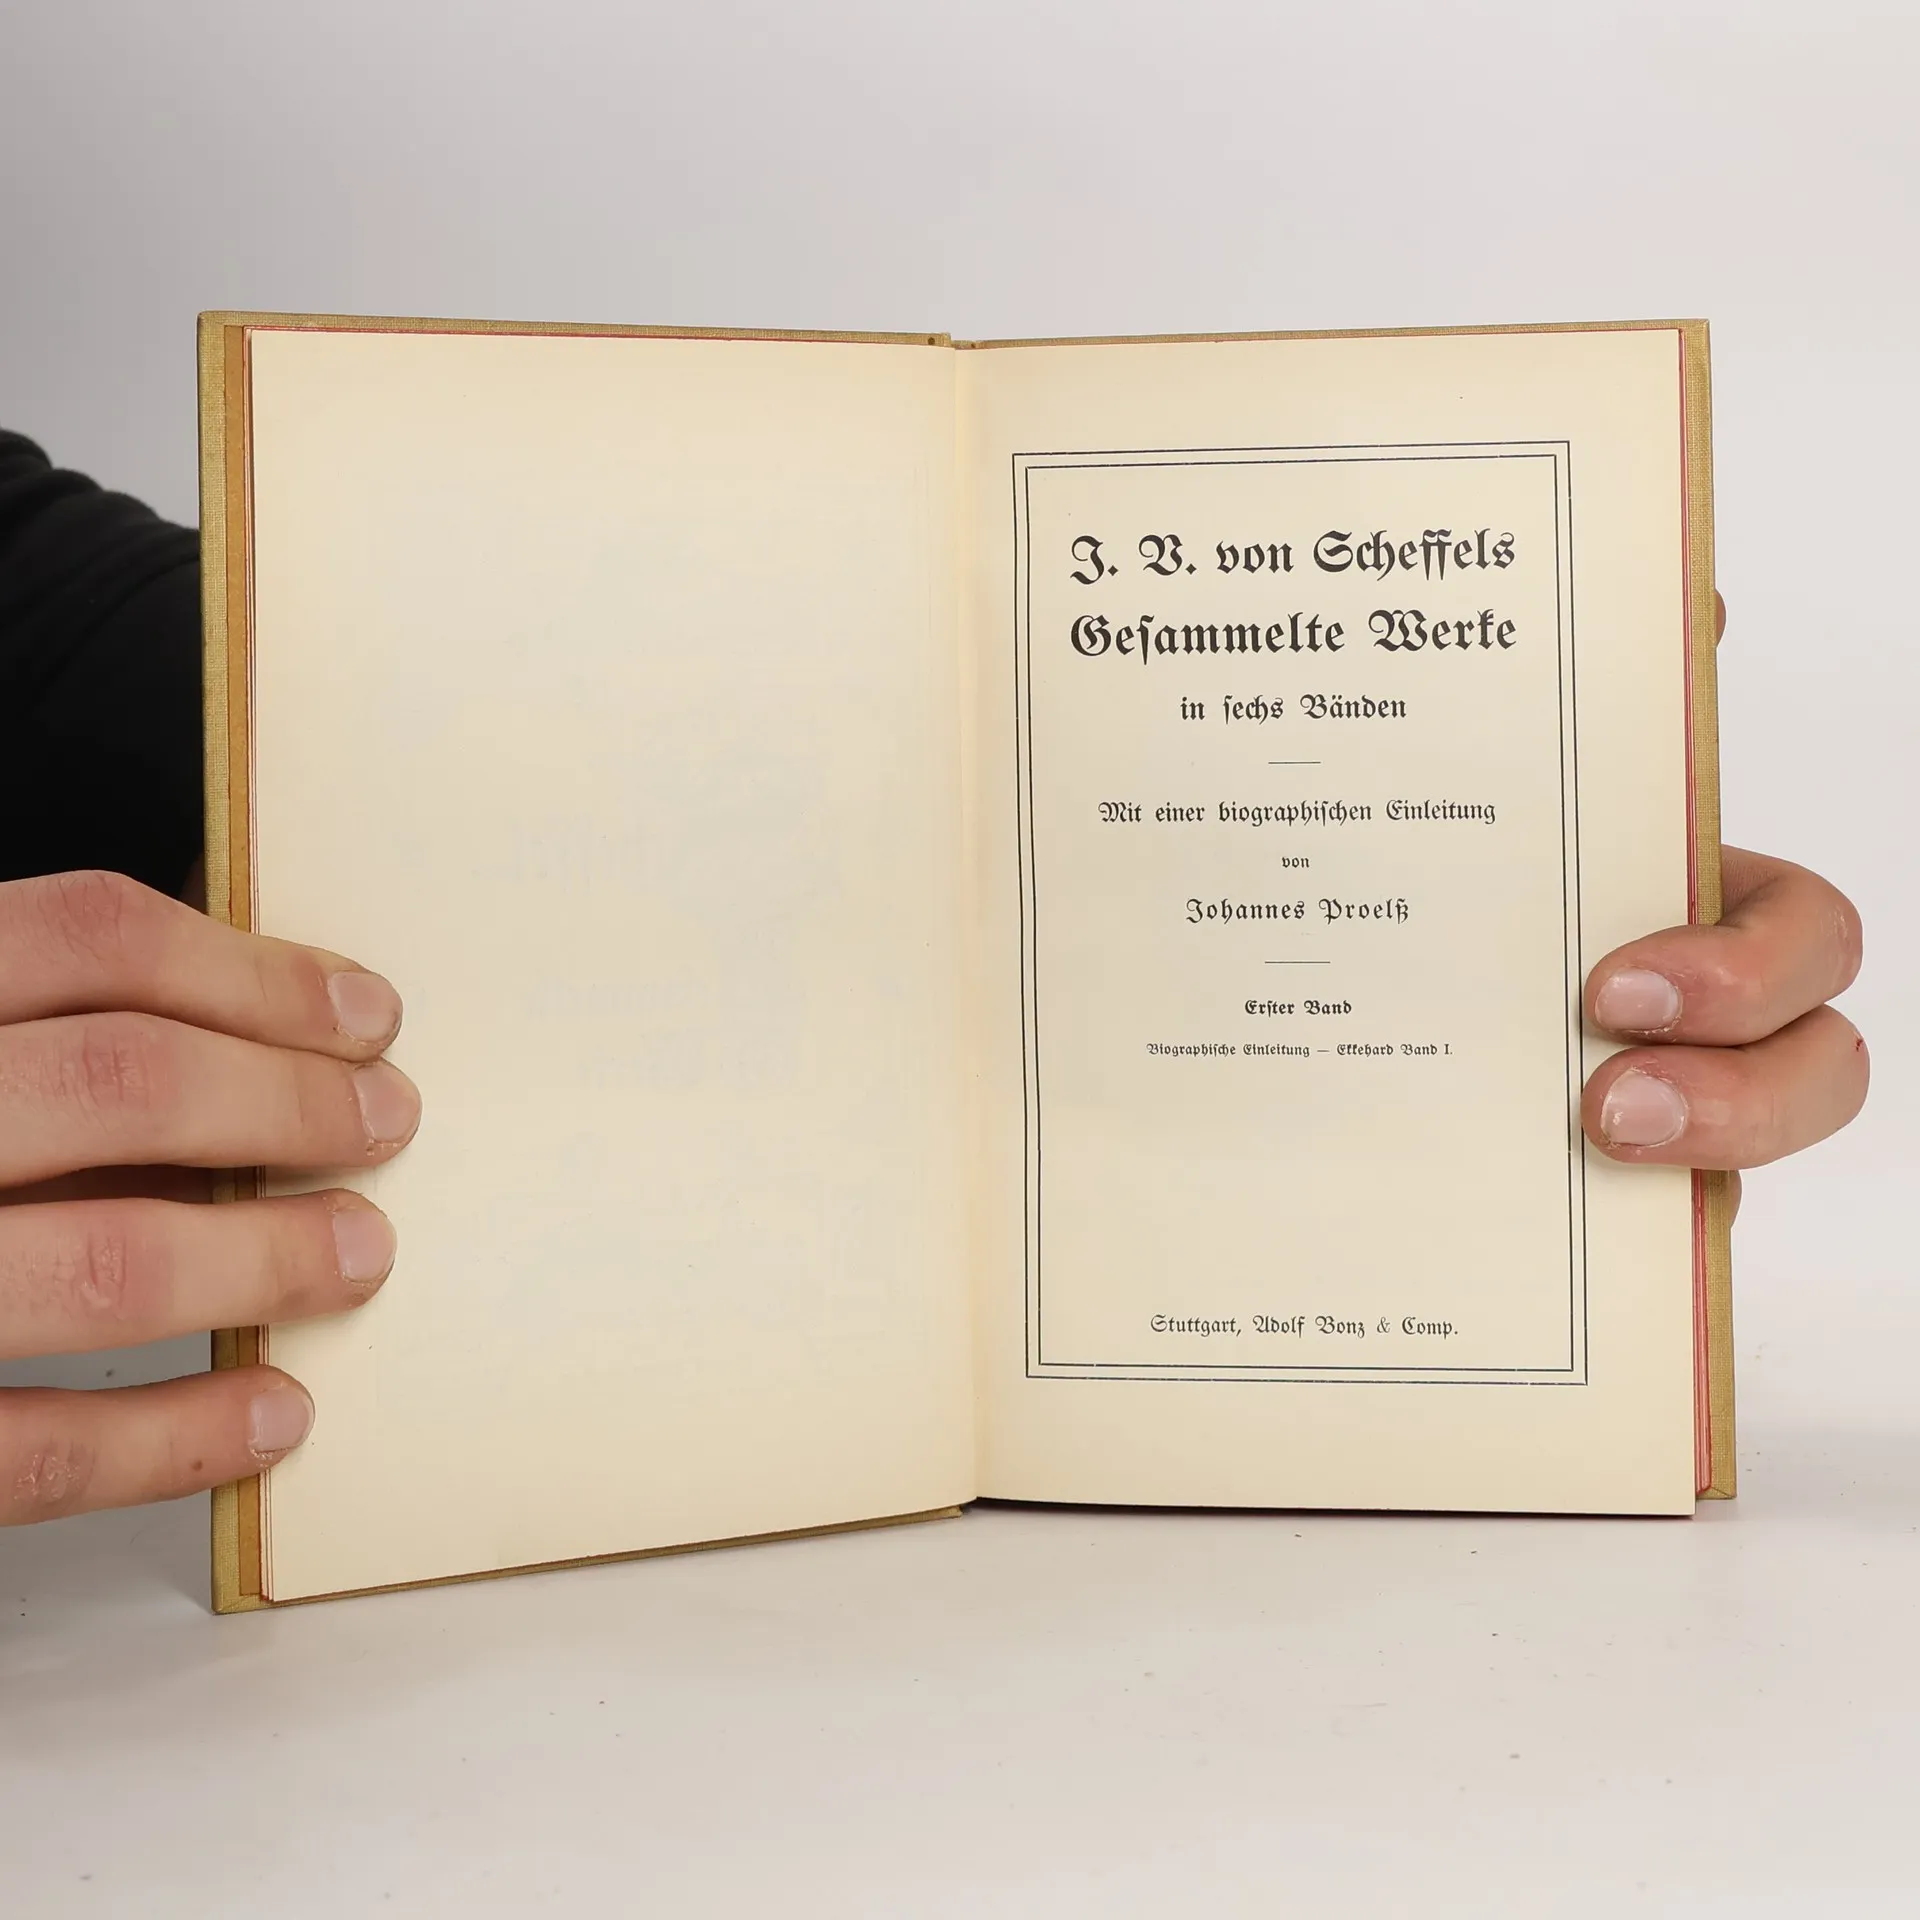 J. V. von Scheffels
Gesammelte Werke
in sechs Bänden
Mit einer biographischen Einleitung
von
Johannes Proelß
Erster Band
Biographische Einleitung — Ekkehard Band I.
Stuttgart, Adolf Bonz & Comp.